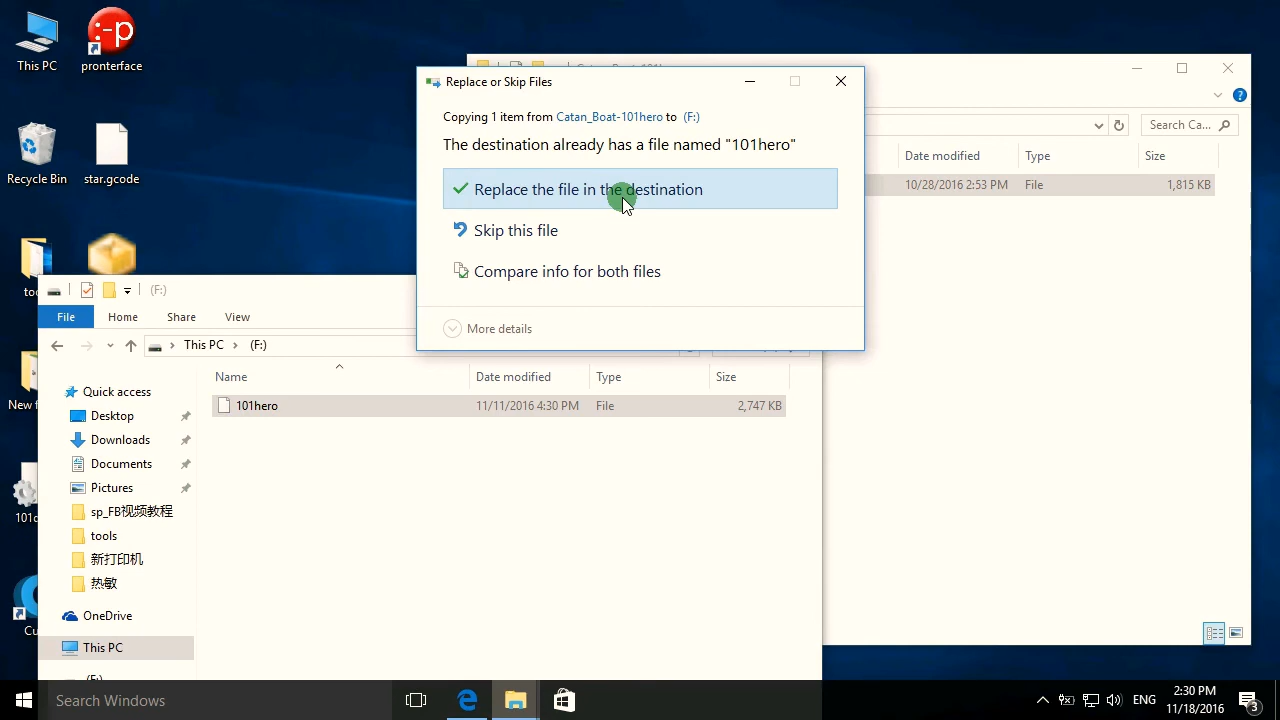 This PC
:-p
pronterface
Recycle Bin
star.gcode
Replace or Skip Files
Copying 1 item from Catan_Boat-101hero to (F:)
The destination already has a file named "101hero"
Replace the file in the destination
Skip this file
Compare info for both files
More details
Search Ca...
Date modified
Type
Size
10/28/2016 2:53 PM
File
1,815 KB
(F:)
File
Home
Share
View
This PC
(F:)
Name
Date modified
Type
Size
101hero
11/11/2016 4:30 PM
File
2,747 KB
Quick access
Desktop
Downloads
Documents
Pictures
sp_FB视频教程
tools
新打印机
热敏
OneDrive
This PC
(F:)
Search Windows
ENG
2:30 PM
11/18/2016
3